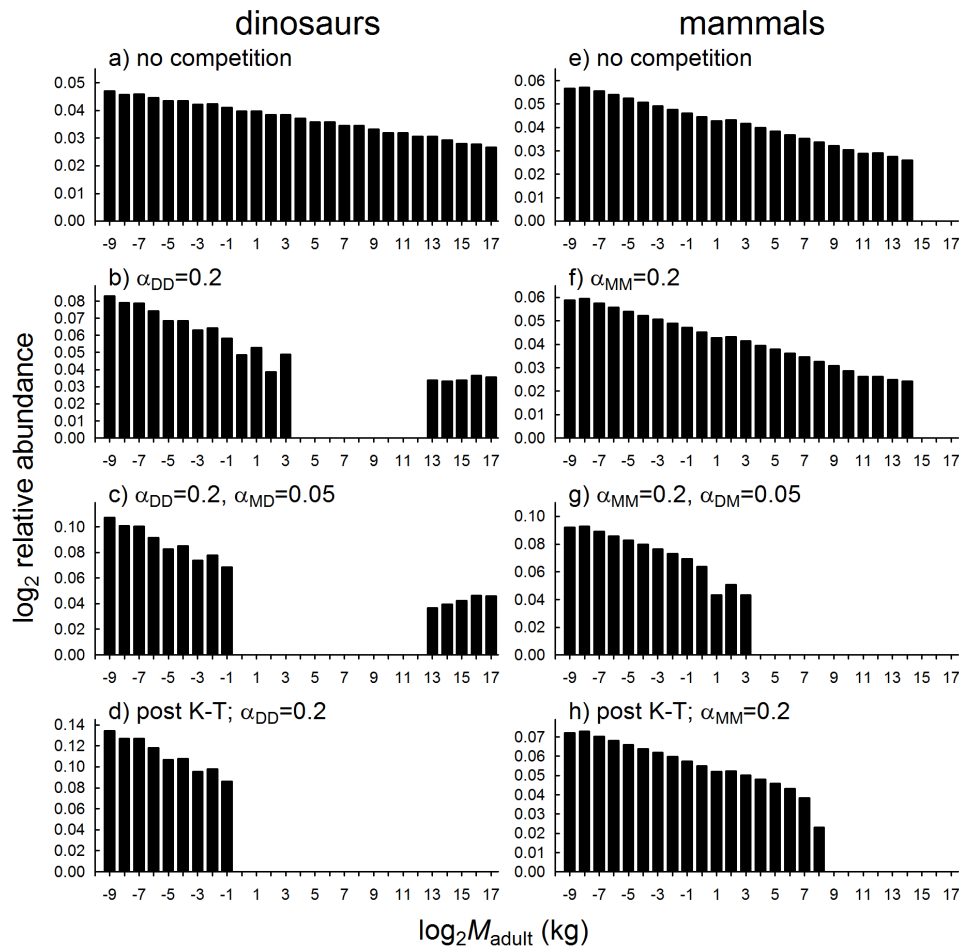 dinosaurs
mammals
a) no competition
0.05
0.04
0.03
0.02
0.01
0.00
-9 -7 -5 -3 -1 1 3 5 7 9 11 13 15 17
e) no competition
0.06
0.05
0.04
0.03
0.02
0.01
0.00
-9 -7 -5 -3 -1 1 3 5 7 9 11 13 15 17
b) αDD=0.2
0.08
0.07
0.06
0.05
0.04
0.03
0.02
0.01
0.00
-9 -7 -5 -3 -1 1 3 5 7 9 11 13 15 17
f) αMM=0.2
0.06
0.05
0.04
0.03
0.02
0.01
0.00
-9 -7 -5 -3 -1 1 3 5 7 9 11 13 15 17
log2 relative abundance
c) αDD=0.2, αMD=0.05
0.10
0.08
0.06
0.04
0.02
0.00
-9 -7 -5 -3 -1 1 3 5 7 9 11 13 15 17
g) αMM=0.2, αDM=0.05
0.10
0.08
0.06
0.04
0.02
0.00
-9 -7 -5 -3 -1 1 3 5 7 9 11 13 15 17
d) post K-T; αDD=0.2
0.14
0.12
0.10
0.08
0.06
0.04
0.02
0.00
-9 -7 -5 -3 -1 1 3 5 7 9 11 13 15 17
h) post K-T; αMM=0.2
0.07
0.06
0.05
0.04
0.03
0.02
0.01
0.00
-9 -7 -5 -3 -1 1 3 5 7 9 11 13 15 17
log2Madult (kg)